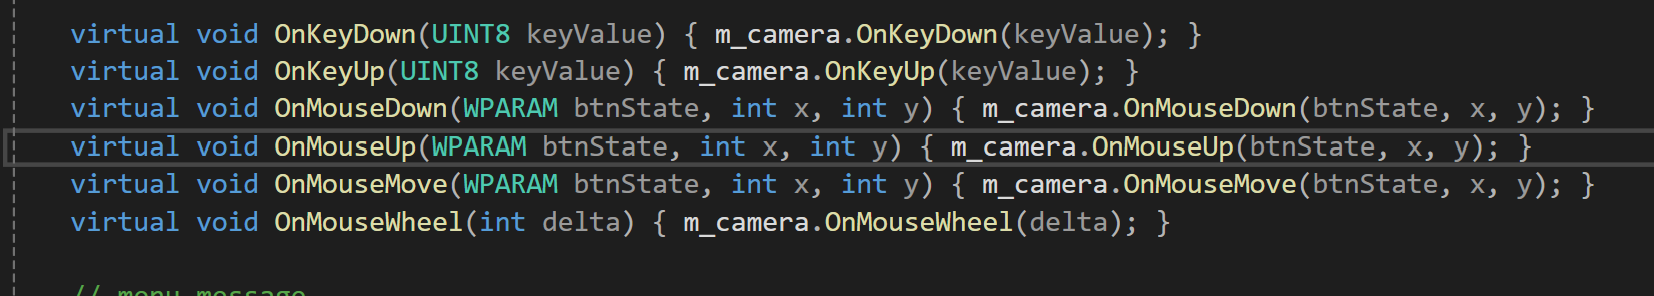 virtual void OnKeyDown(UINT8 keyValue) { m_camera.OnKeyDown(keyValue); }
virtual void OnKeyUp(UINT8 keyValue) { m_camera.OnKeyUp(keyValue); }
virtual void OnMouseDown(WPARAM btnState, int x, int y) { m_camera.OnMouseDown(btnState, x, y); }
virtual void OnMouseUp(WPARAM btnState, int x, int y) { m_camera.OnMouseUp(btnState, x, y); }
virtual void OnMouseMove(WPARAM btnState, int x, int y) { m_camera.OnMouseMove(btnState, x, y); }
virtual void OnMouseWheel(int delta) { m_camera.OnMouseWheel(delta); }
// menu message